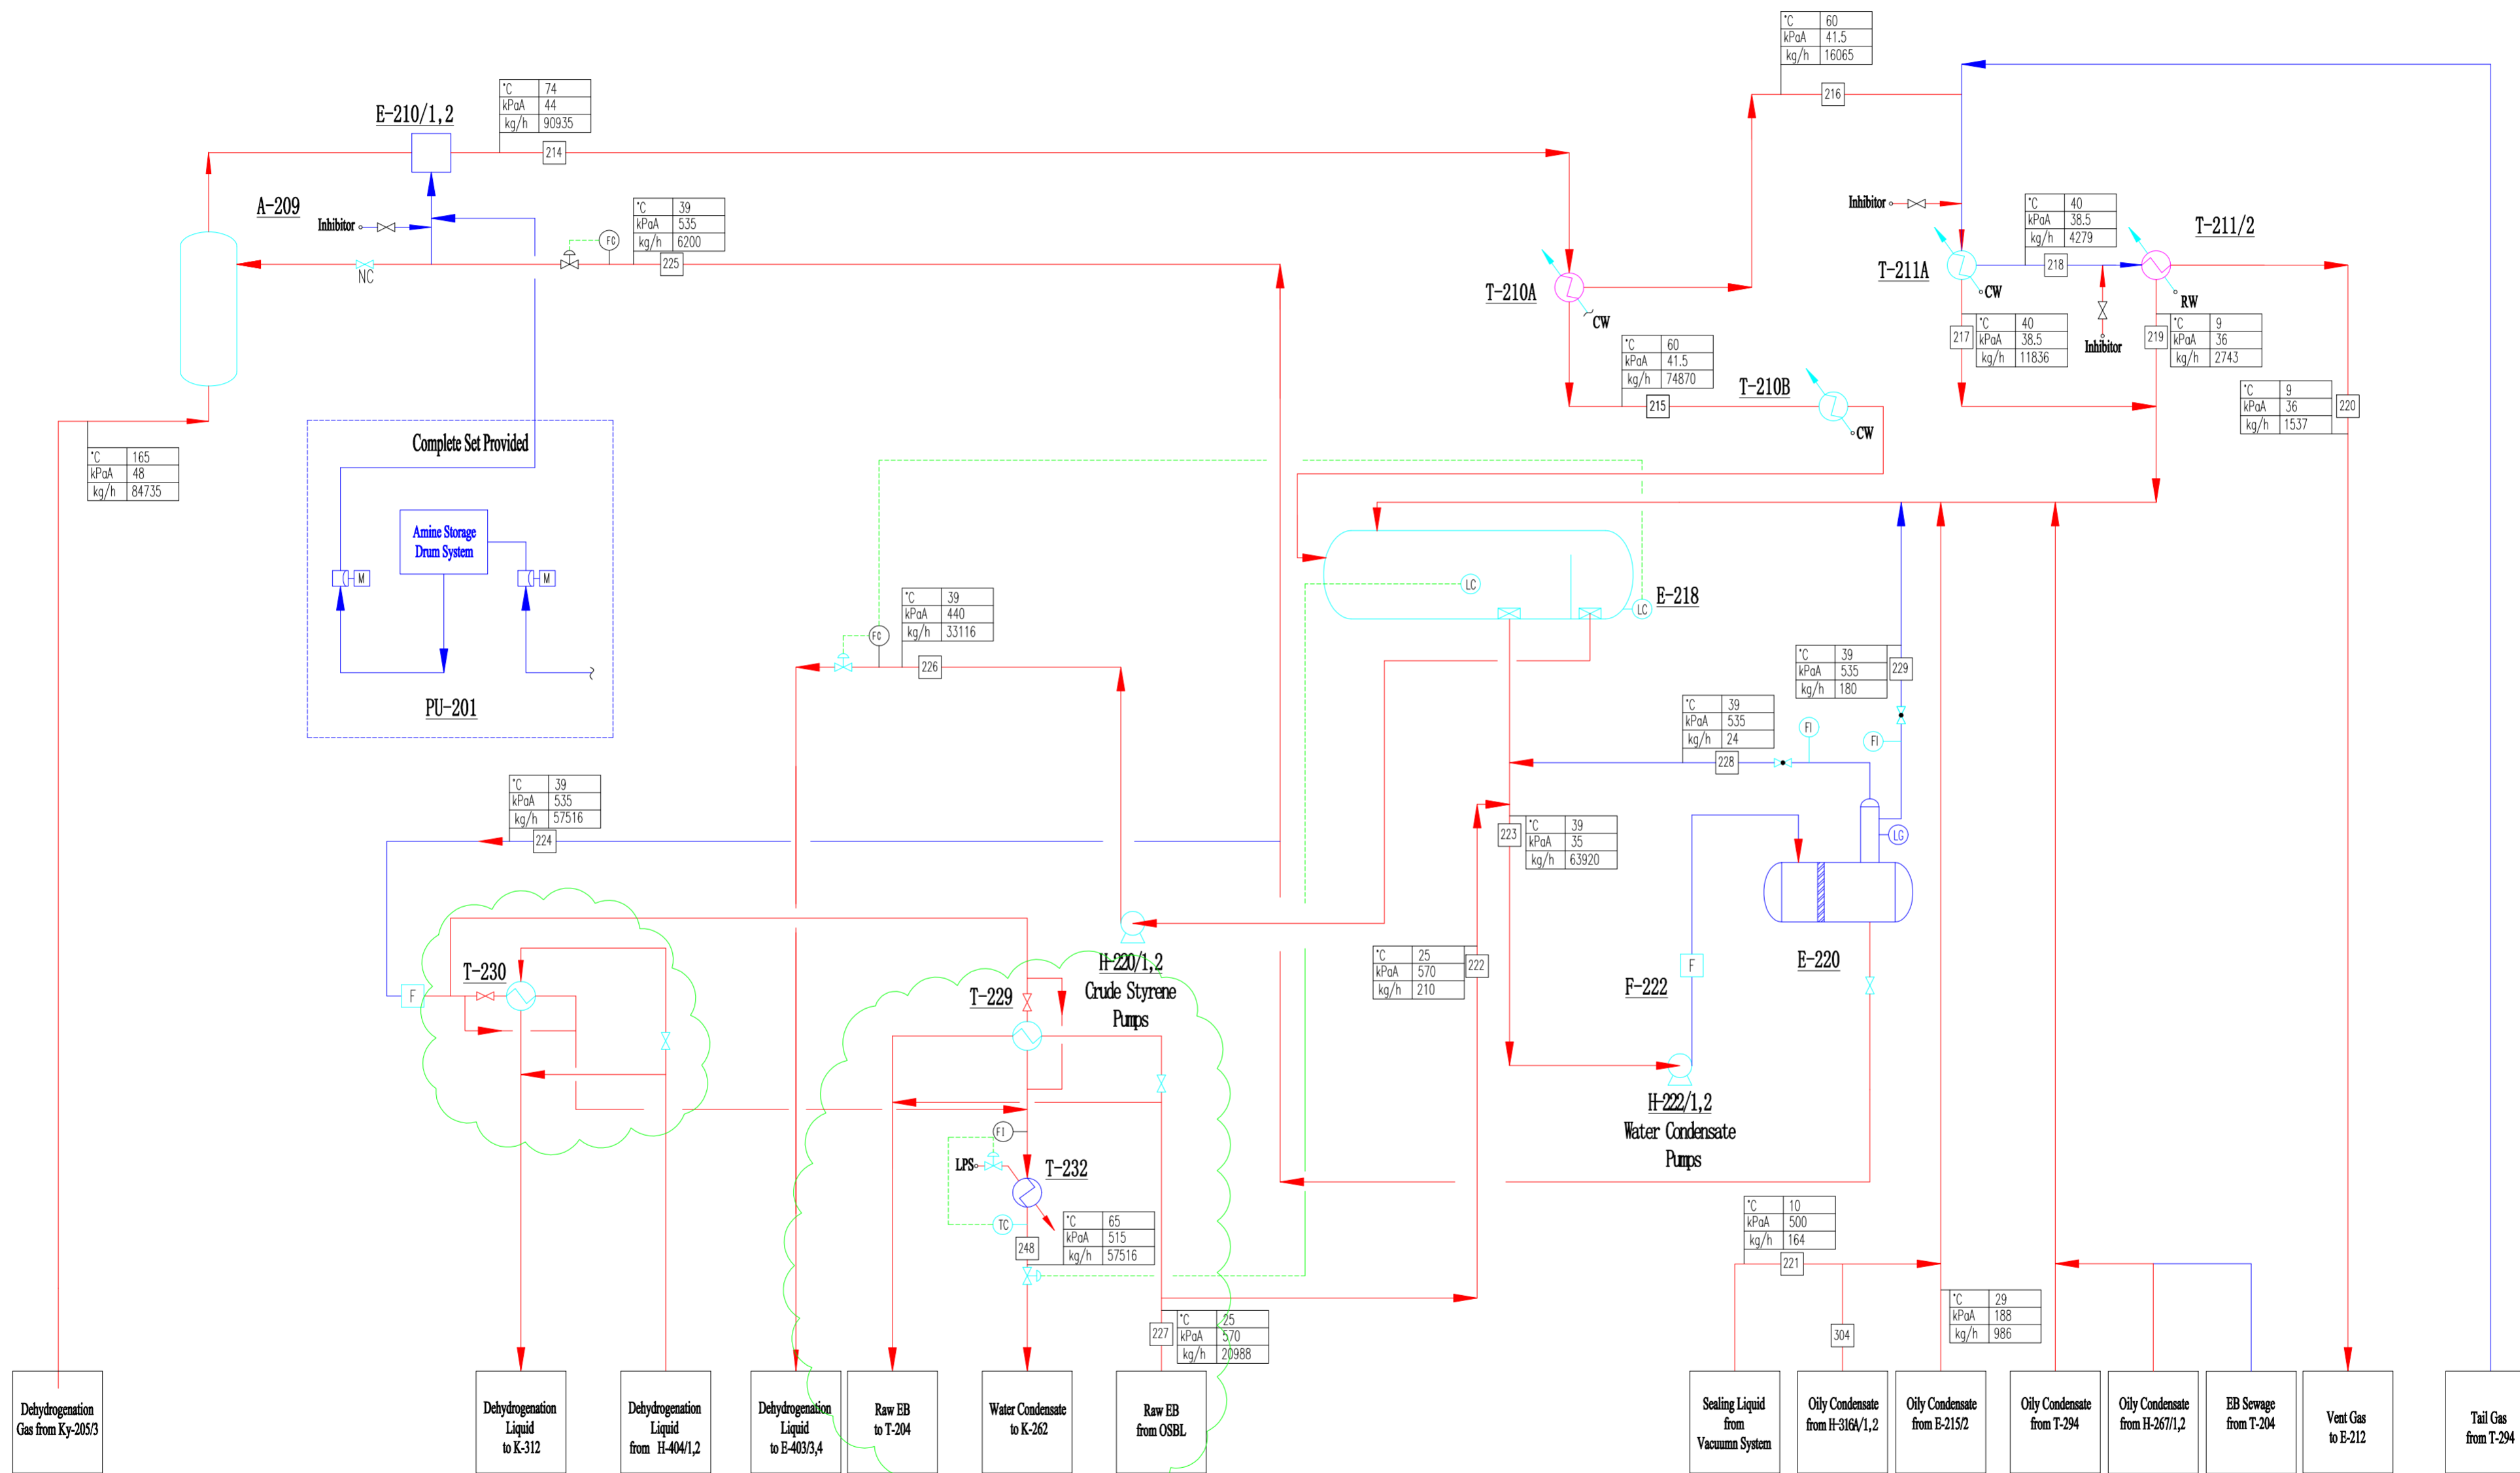 °C 60
kPaA 41.5
kg/h 16065
216
°C 74
kPaA 44
kg/h 90935
214
E-210/1,2
A-209
Inhibitor
NC
°C 39
kPaA 535
kg/h 6200
FC
225
T-210A
CW
°C 60
kPaA 41.5
kg/h 74870
215
T-210B
CW
Inhibitor
T-211A
CW
°C 40
kPaA 38.5
kg/h 4279
218
T-211/2
RW
Inhibitor
217
°C 40
kPaA 38.5
kg/h 11836
219
°C 9
kPaA 36
kg/h 2743
°C 9
kPaA 36
kg/h 1537
220
°C 165
kPaA 48
kg/h 84735
Complete Set Provided
Amine Storage
Drum System
M
M
PU-201
LC
LC
E-218
°C 39
kPaA 440
kg/h 33116
FC
226
°C 39
kPaA 535
kg/h 180
229
FI
FI
°C 39
kPaA 535
kg/h 24
228
LG
E-220
°C 39
kPaA 535
kg/h 57516
224
223
°C 39
kPaA 35
kg/h 63920
°C 25
kPaA 570
kg/h 210
222
F
F-222
H-220/1,2
Crude Styrene
Pumps
T-230
F
T-229
H-222/1,2
Water Condensate
Pumps
FI
LPS
T-232
TC
248
°C 65
kPaA 515
kg/h 57516
°C 10
kPaA 500
kg/h 164
221
304
°C 29
kPaA 188
kg/h 986
227
°C 25
kPaA 570
kg/h 20988
Dehydrogenation
Gas from Ky-205/3
Dehydrogenation
Liquid
to K-312
Dehydrogenation
Liquid
from H-404/1,2
Dehydrogenation
Liquid
to E-403/3,4
Raw EB
to T-204
Water Condensate
to K-262
Raw EB
from OSBL
Sealing Liquid
from
Vacuumn System
Oily Condensate
from H-316A/1,2
Oily Condensate
from E-215/2
Oily Condensate
from T-294
Oily Condensate
from H-267/1,2
EB Sewage
from T-204
Vent Gas
to E-212
Tail Gas
from T-294